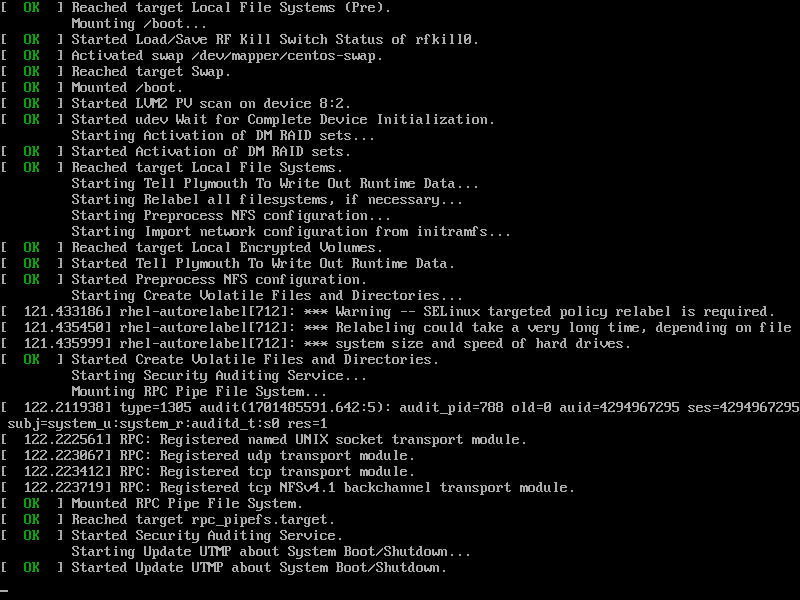 [  OK  ] Reached target Local File Systems (Pre).
         Mounting /boot...
[  OK  ] Started Load/Save RF Kill Switch Status of rfkill0.
[  OK  ] Activated swap /dev/mapper/centos-swap.
[  OK  ] Reached target Swap.
[  OK  ] Mounted /boot.
[  OK  ] Started LVM2 PV scan on device 8:2.
[  OK  ] Started udev Wait for Complete Device Initialization.
         Starting Activation of DM RAID sets...
[  OK  ] Started Activation of DM RAID sets.
[  OK  ] Reached target Local File Systems.
         Starting Tell Plymouth To Write Out Runtime Data...
         Starting Relabel all filesystems, if necessary...
         Starting Preprocess NFS configuration...
         Starting Import network configuration from initramfs...
[  OK  ] Reached target Local Encrypted Volumes.
[  OK  ] Started Tell Plymouth To Write Out Runtime Data.
[  OK  ] Started Preprocess NFS configuration.
         Starting Create Volatile Files and Directories...
[  121.433186] rhel-autorelabel[712]: *** Warning -- SELinux targeted policy relabel is required.
[  121.435450] rhel-autorelabel[712]: *** Relabeling could take a very long time, depending on file
[  121.435999] rhel-autorelabel[712]: *** system size and speed of hard drives.
[  OK  ] Started Create Volatile Files and Directories.
         Starting Security Auditing Service...
         Mounting RPC Pipe File System...
[  122.211938] type=1305 audit(1701485591.642:5): audit_pid=788 old=0 auid=4294967295 ses=4294967295
 subj=system_u:system_r:auditd_t:s0 res=1
[  122.222561] RPC: Registered named UNIX socket transport module.
[  122.223067] RPC: Registered udp transport module.
[  122.223412] RPC: Registered tcp transport module.
[  122.223719] RPC: Registered tcp NFSv4.1 backchannel transport module.
[  OK  ] Mounted RPC Pipe File System.
[  OK  ] Reached target rpc_pipefs.target.
[  OK  ] Started Security Auditing Service.
         Starting Update UTMP about System Boot/Shutdown...
[  OK  ] Started Update UTMP about System Boot/Shutdown.